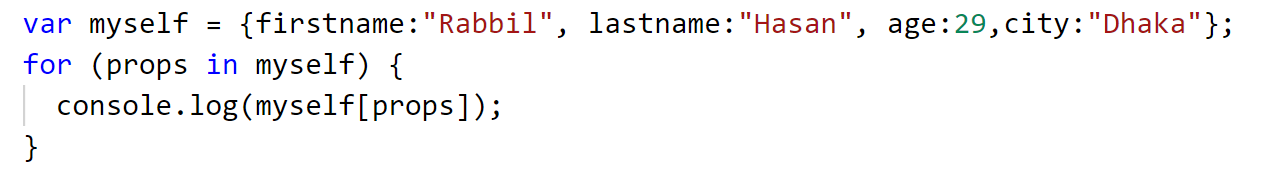 var myself = {firstname:"Rabbil", lastname:"Hasan", age:29,city:"Dhaka"};
for (props in myself) {
  console.log(myself[props]);
}